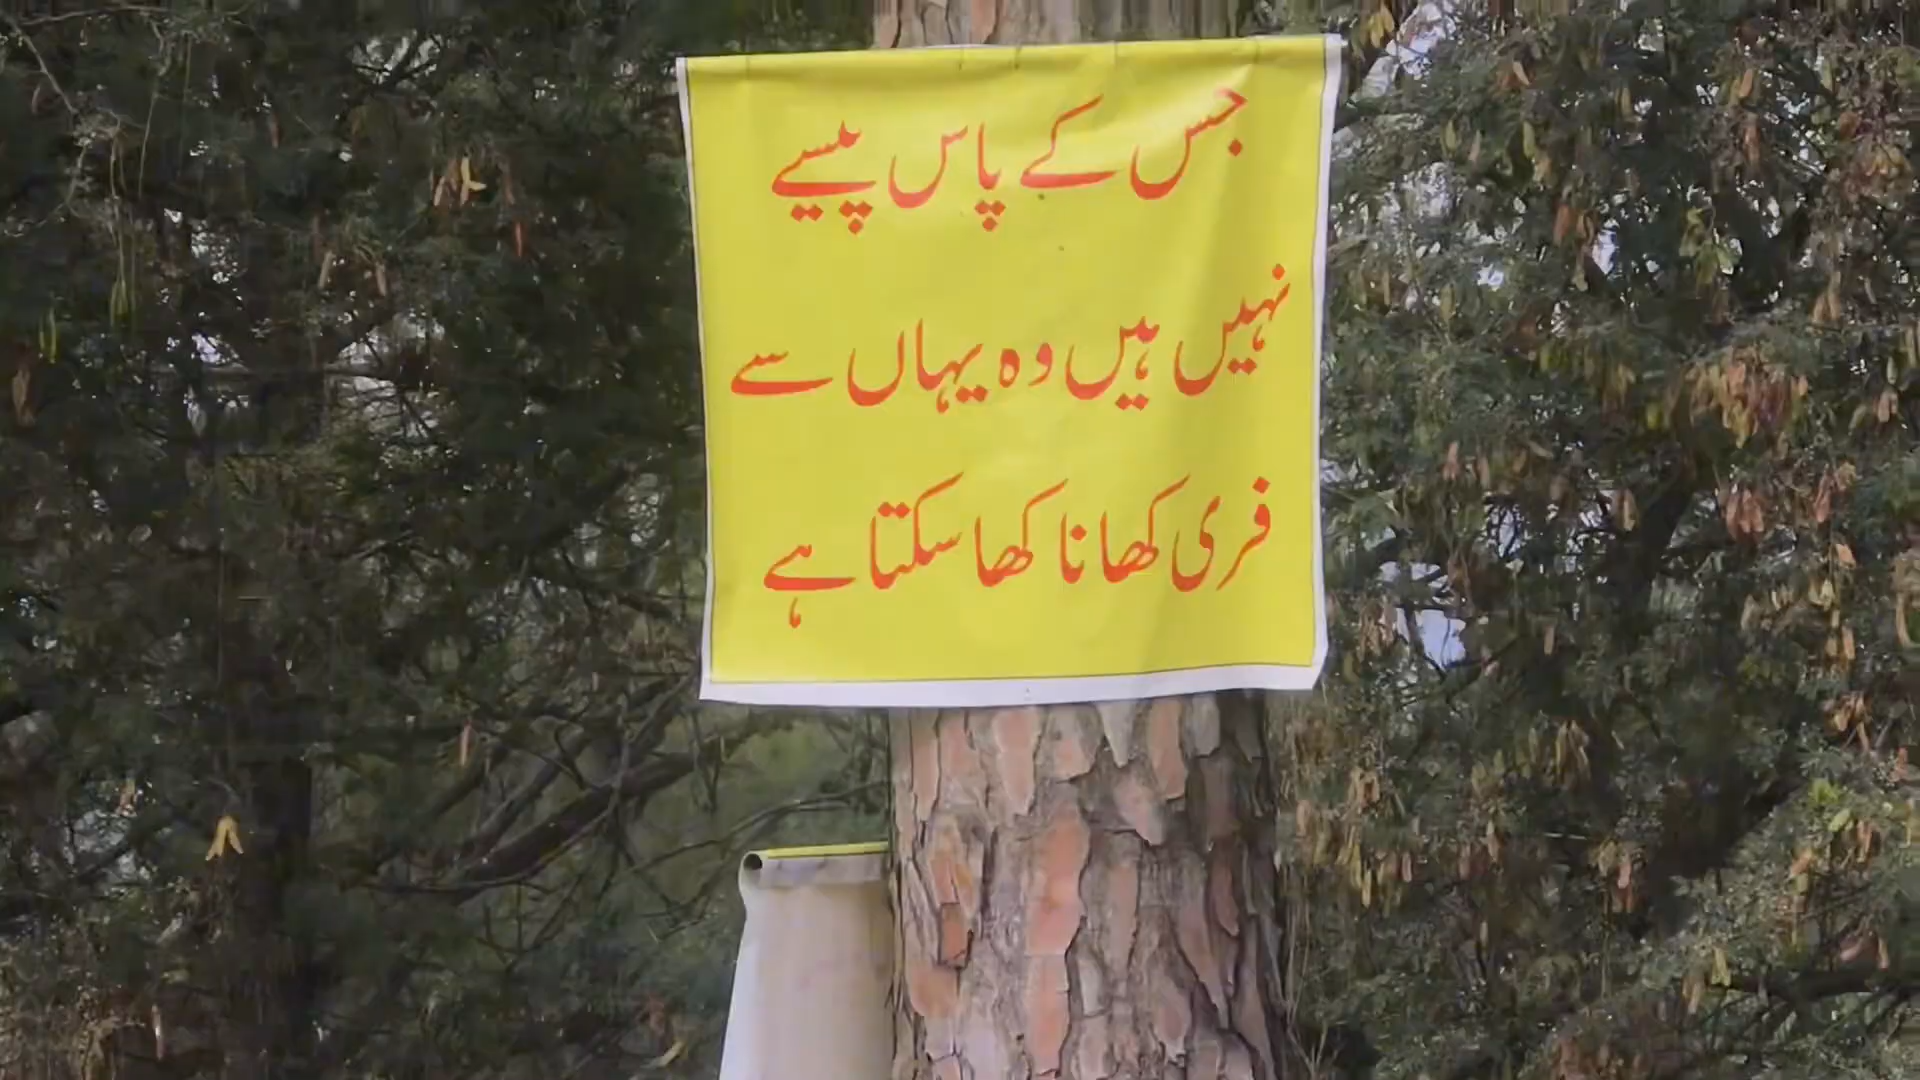 جس کے پاس پیسے
نہیں ہیں وہ یہاں سے
فری کھانا کھا سکتا ہے